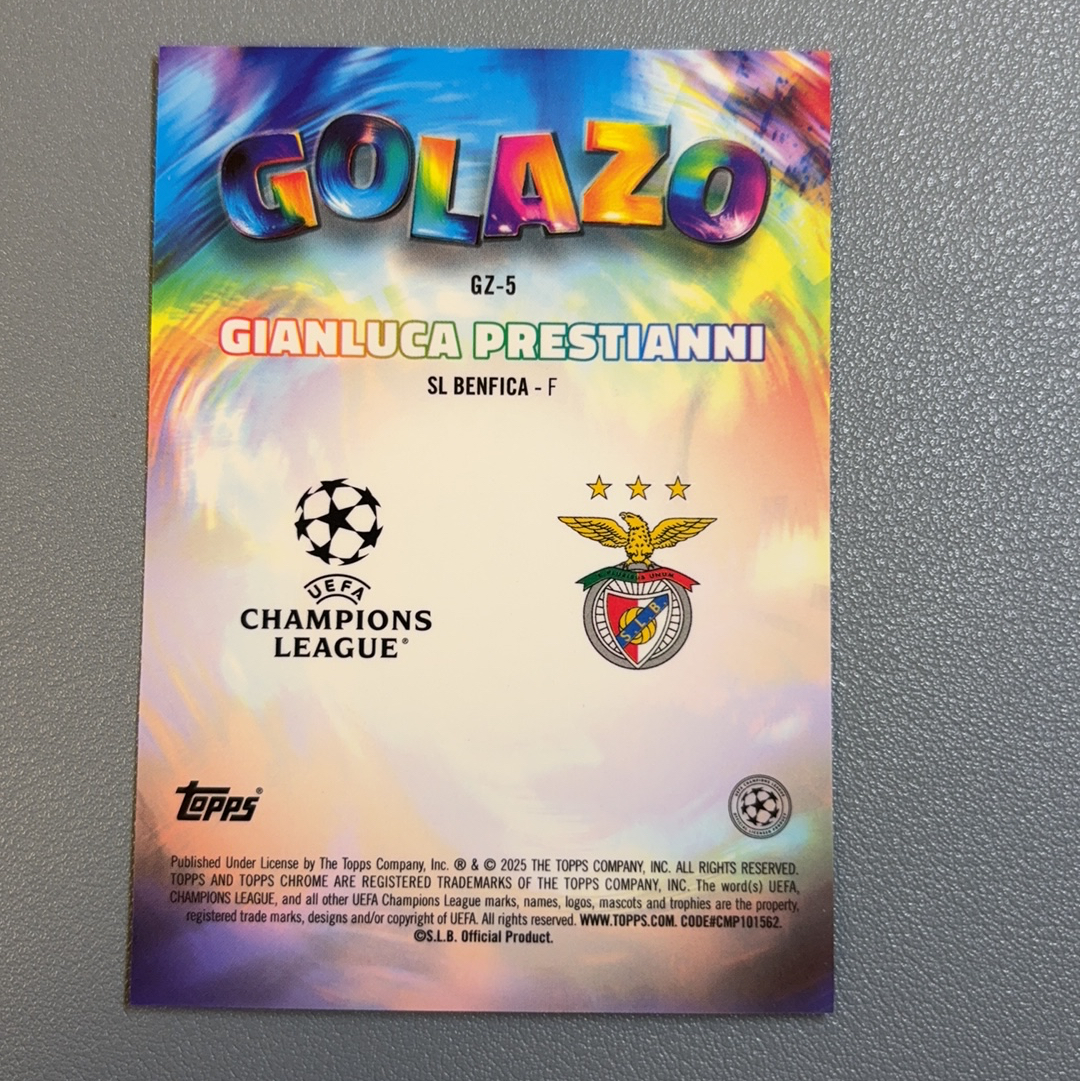 GOLAZO
GZ-5
GIANLUCA PRESTIANNI
SL BENFICA - F
UEFA
CHAMPIONS
LEAGUE®
UNUM
S.L.B.
Topps®
Published Under License by The Topps Company, Inc. ® & © 2025 THE TOPPS COMPANY, INC. ALL RIGHTS RESERVED.
TOPPS AND TOPPS CHROME ARE REGISTERED TRADEMARKS OF THE TOPPS COMPANY, INC. The word(s) UEFA,
CHAMPIONS LEAGUE, and all other UEFA Champions League marks, names, logos, mascots and trophies are the property,
registered trade marks, designs and/or copyright of UEFA. All rights reserved. WWW.TOPPS.COM. CODE#CMP101562.
©S.L.B. Official Product.